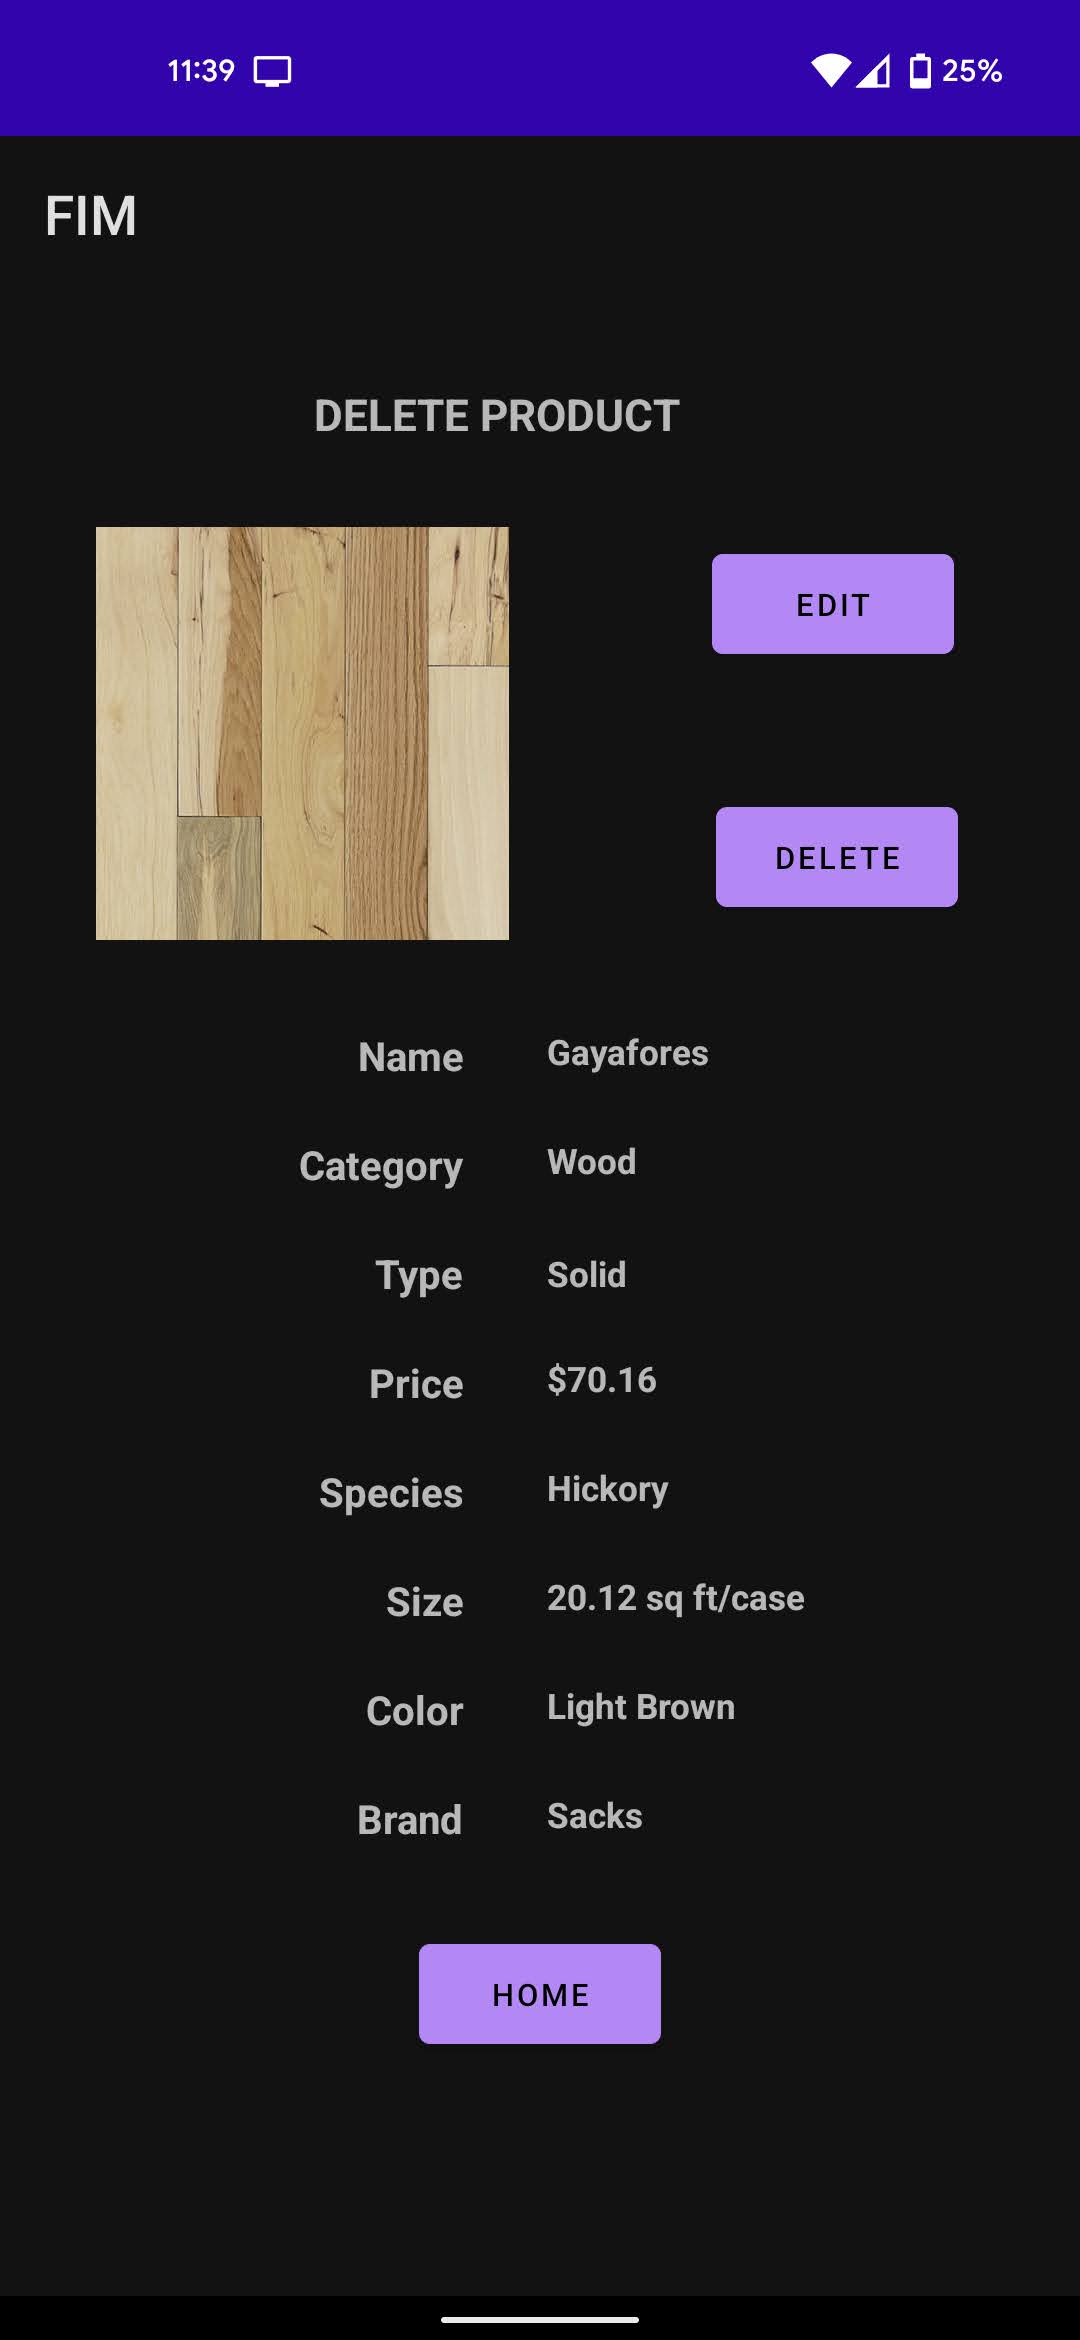 11:39 25%
FIM
DELETE PRODUCT
EDIT
DELETE
Name Gayafores
Category Wood
Type Solid
Price $70.16
Species Hickory
Size 20.12 sq ft/case
Color Light Brown
Brand Sacks
HOME